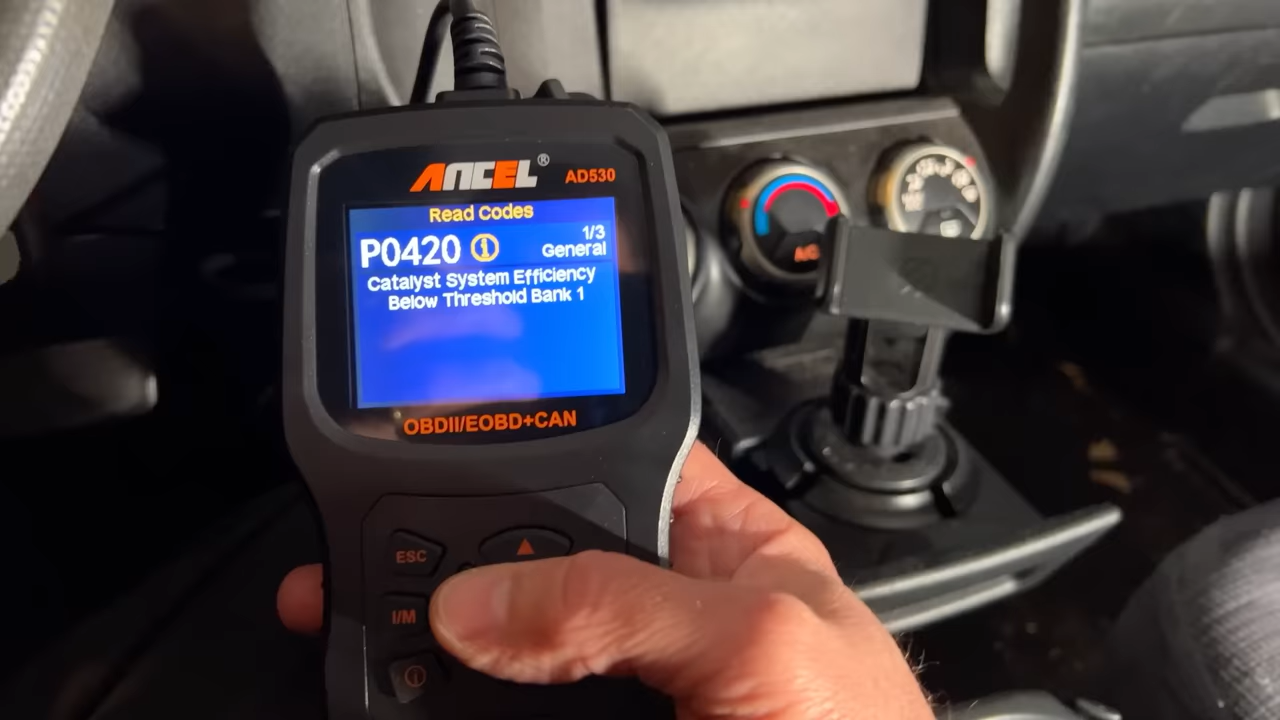 ANCEL®
AD530
Read Codes
1/3
P0420
General
Catalyst System Efficiency
Below Threshold Bank 1
OBDII/EOBD+CAN
ESC
I/M